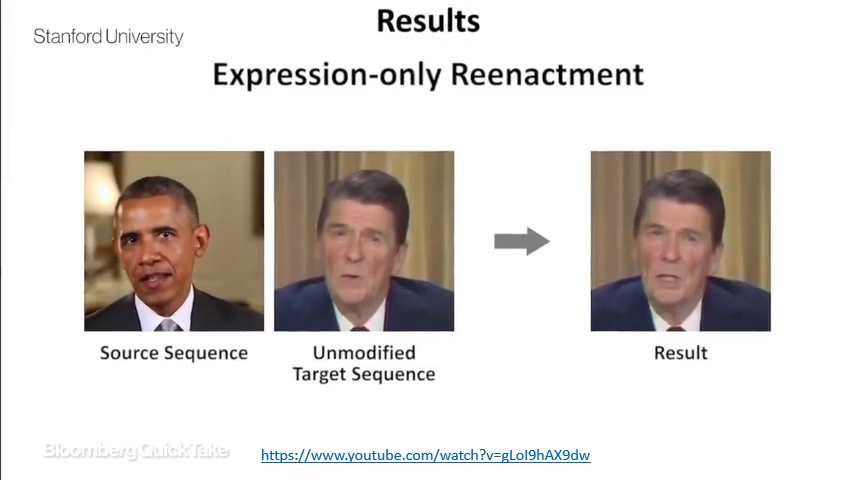 Results
Stanford University
Expression-only Reenactment
Source Sequence
Unmodified
Target Sequence
Result
Bloomberg QuickTake
https://www.youtube.com/watch?v=gLoI9hAX9dw